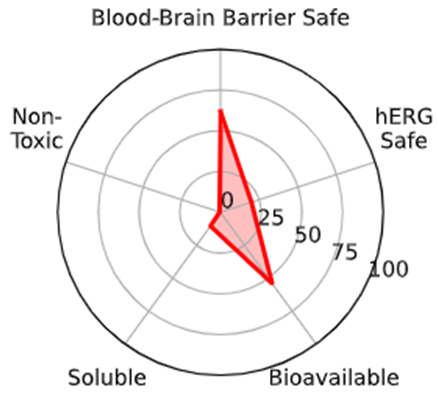 Blood-Brain Barrier Safe
Non-
Toxic
hERG
Safe
0
25
50
75
100
Soluble
Bioavailable